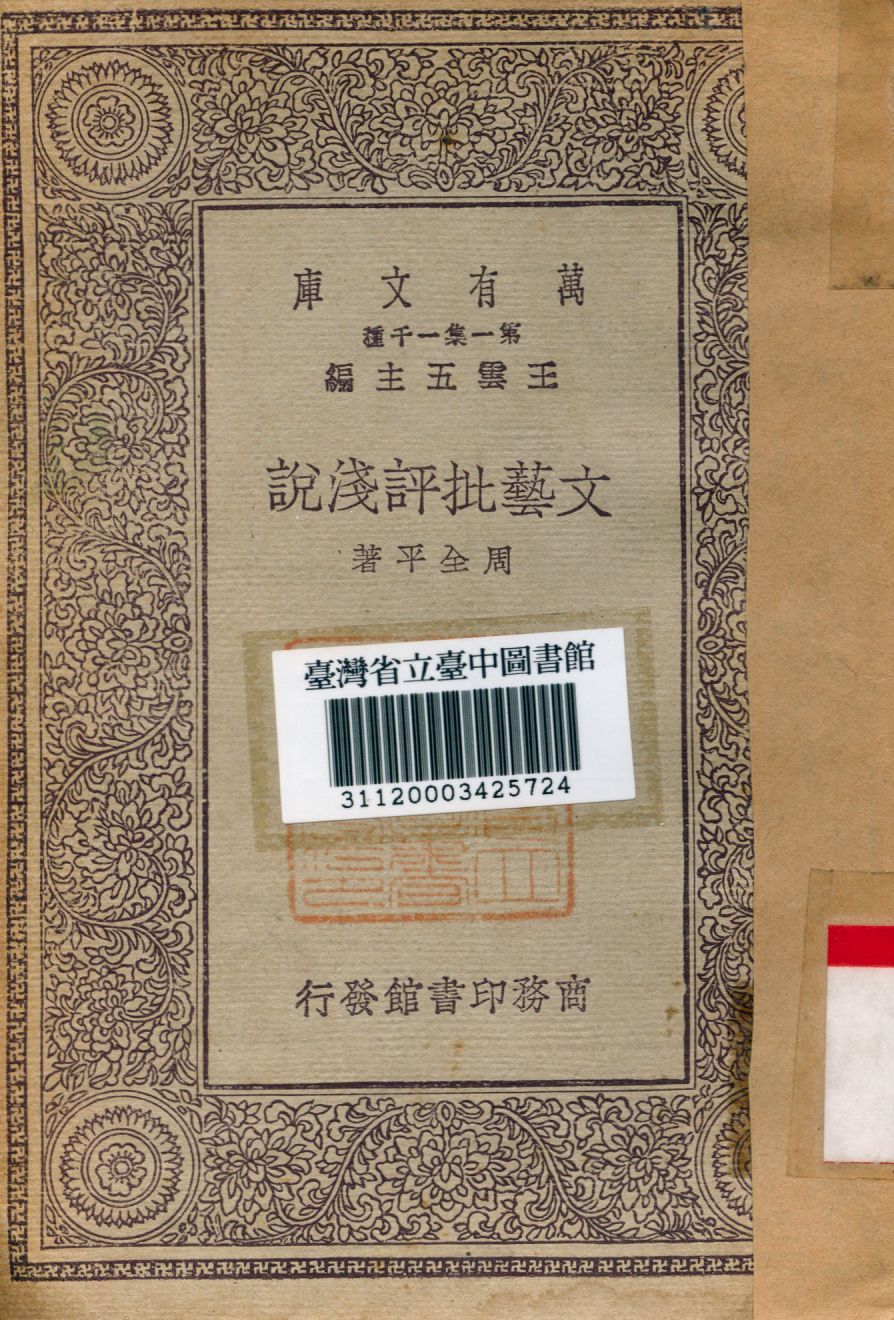 萬有文庫
第一集一千種
王雲五主編
文藝批評淺說
周全平著
臺灣省立臺中圖書館
31120003425724
商務印書館發行